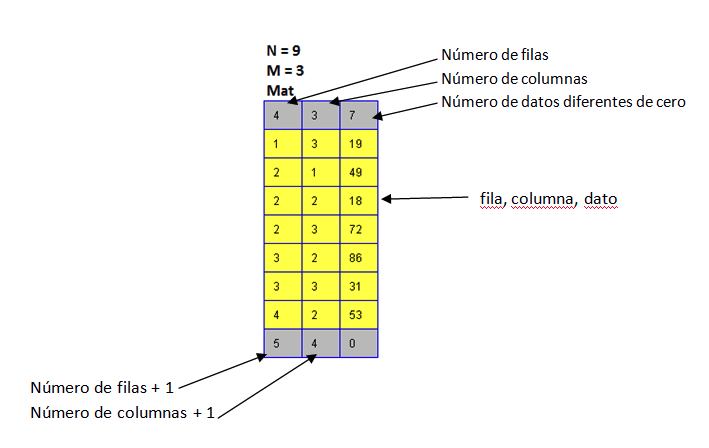 N = 9
M = 3
Mat
Número de filas
Número de columnas
Número de datos diferentes de cero
4 3 7
1 3 19
2 1 49
2 2 18
2 3 72
3 2 86
3 3 31
4 2 53
5 4 0
fila, columna, dato
Número de filas + 1
Número de columnas + 1